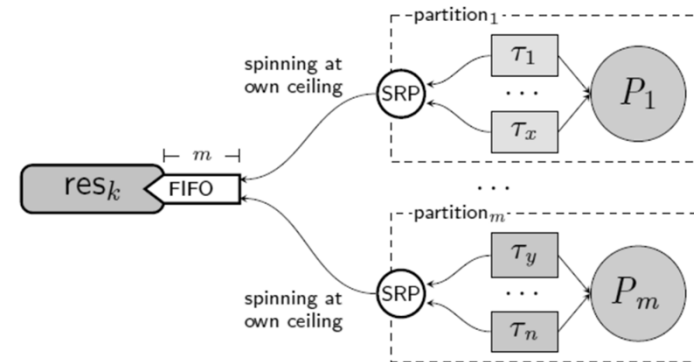 partition₁
spinning at
own ceiling
SRP
τ₁
...
τₓ
P₁
m
resₖ
FIFO
...
partitionₘ
spinning at
own ceiling
SRP
τᵧ
...
τₙ
Pₘ